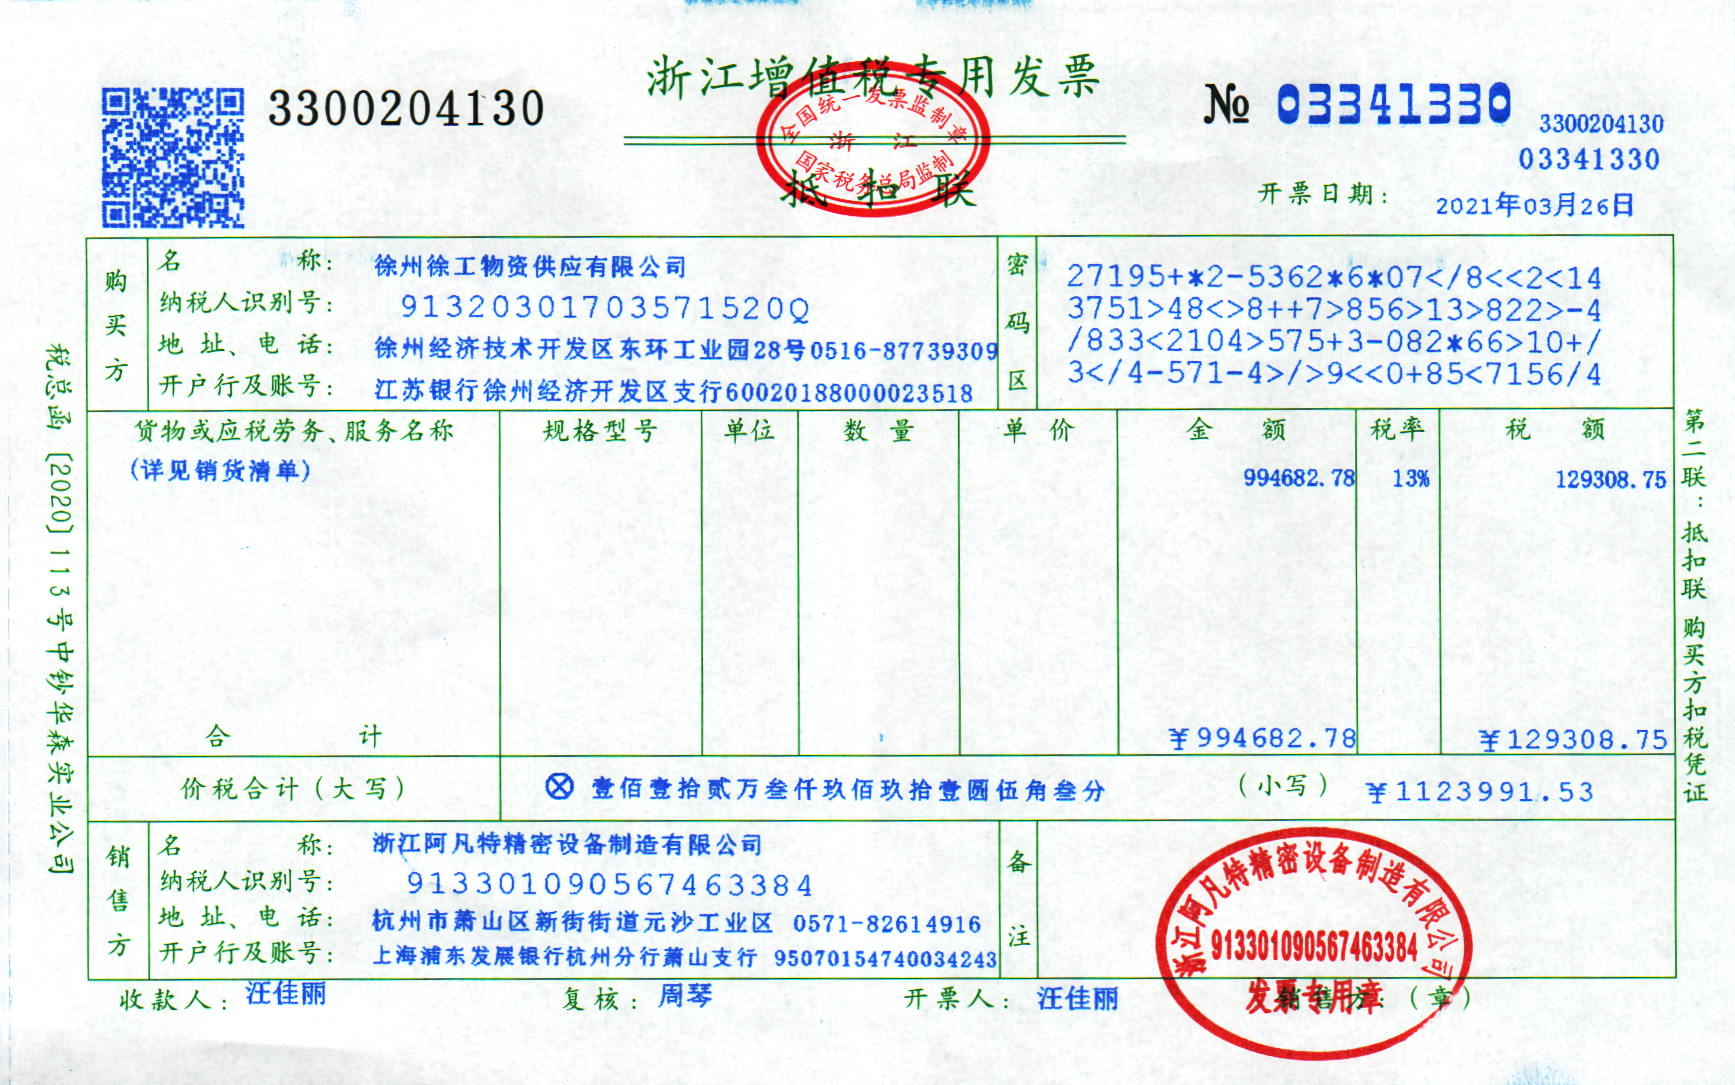 3300204130
浙江增值税专用发票
全国统一发票监制章
浙 江
国家税务总局监制
抵扣联
№ 03341330
3300204130
03341330
开票日期: 2021年03月26日
购买方
名 称: 徐州徐工物资供应有限公司
纳税人识别号: 91320301703571520Q
地 址、电 话: 徐州经济技术开发区东环工业园28号0516-87739309
开户行及账号: 江苏银行徐州经济开发区支行60020188000023518
密码区
27195+*2-5362*6*07</8<<2<14
3751>48<>8++7>856>13>822>-4
/833<2104>575+3-082*66>10+/
3</4-571-4>/>9<<0+85<7156/4
货物或应税劳务、服务名称 规格型号 单位 数 量 单 价 金 额 税率 税 额
(详见销货清单) 994682.78 13% 129308.75
合 计 ¥994682.78 ¥129308.75
价税合计(大写) ⊗壹佰壹拾贰万叁仟玖佰玖拾壹圆伍角叁分 (小写) ¥1123991.53
销售方
名 称: 浙江阿凡特精密设备制造有限公司
纳税人识别号: 913301090567463384
地 址、电 话: 杭州市萧山区新街街道元沙工业区 0571-82614916
开户行及账号: 上海浦东发展银行杭州分行萧山支行 95070154740034243
备注
浙江阿凡特精密设备制造有限公司
913301090567463384
发票专用章
收款人: 汪佳丽 复核: 周琴 开票人: 汪佳丽 销售方:(章)
税总函[2020]113号中钞华森实业公司
第二联:抵扣联 购买方扣税凭证